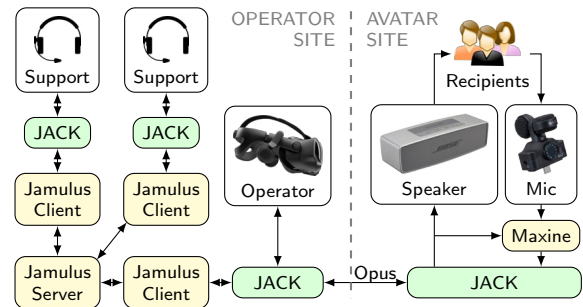 OPERATOR
SITE
AVATAR
SITE
Support
Support
Recipients
JACK
JACK
Operator
Speaker
Mic
Jamulus
Client
Jamulus
Client
Maxine
Jamulus
Server
Jamulus
Client
JACK
Opus
JACK